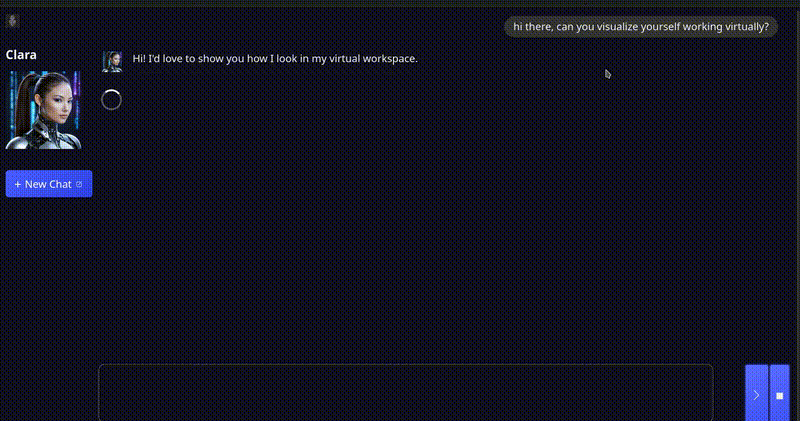 hi there, can you visualize yourself working virtually?
Clara
Hi! I'd love to show you how I look in my virtual workspace.
+ New Chat